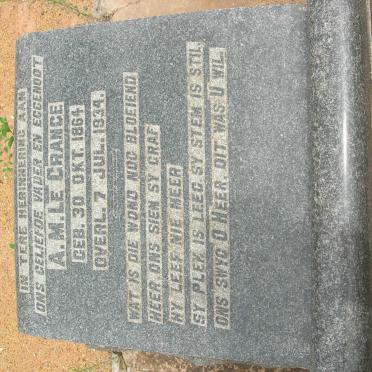 IN TERE HERINNERING AAN
ONS GELIEFDE VADER EN EGGENOOT
A.M. LE GRANGE
GEB. 30 OKT. 1864
OVERL. 7 JUL. 1934.
WAT IS DIE WOND NOG BLOEIEND
HEER ONS SIEN SY GRAF
HY LEEF NIE MEER
SY PLEK IS LEEG, SY STEM IS STIL
ONS SWYG O HEER, DIT WAS U WIL.